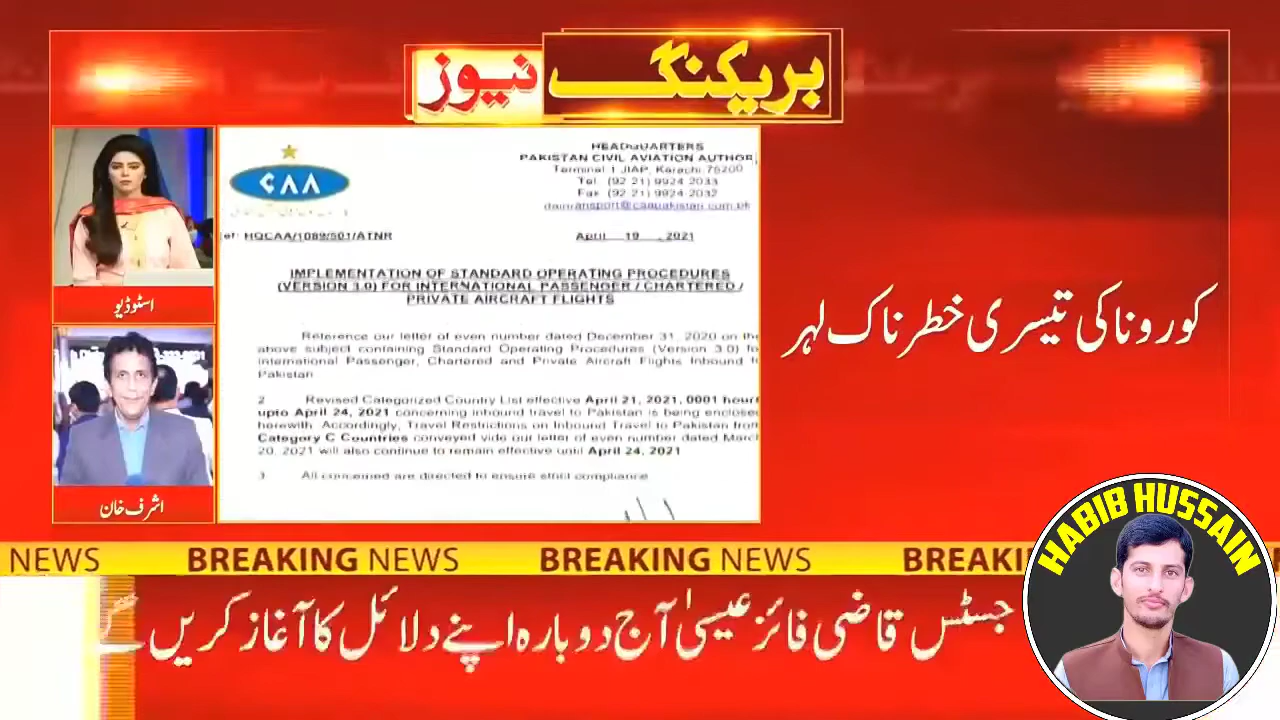 بریکنگ نیوز
CAA
HEADQUARTERS
PAKISTAN CIVIL AVIATION AUTHOR
Terminal 1 JIAP, Karachi 75200
Tel (92 21) 9924 2033
Fax (92 21) 9924-2032
@caapakistan.com.pk
ef: HQCAA/1089/501/ATNR
April 19, 2021
IMPLEMENTATION OF STANDARD OPERATING PROCEDURES
(VERSION 3.0) FOR INTERNATIONAL PASSENGER / CHARTERED /
PRIVATE AIRCRAFT FLIGHTS
Reference our letter of even number dated December 31, 2020 on the
above subject containing Standard Operating Procedures (Version 3.0) fo
International Passenger, Chartered and Private Aircraft Flights Inbound t
Pakistan
2 Revised Categorized Country List effective April 21, 2021, 0001 hour
upto April 24, 2021 concerning inbound travel to Pakistan is being enclose
herewith. Accordingly, Travel Restrictions on Inbound Travel to Pakistan from
Category C Countries conveyed vide our letter of even number dated March
20, 2021 will also continue to remain effective until April 24, 2021
3 All concerned are directed to ensure strict compliance
اسٹوڈیو
اشرف خان
کورونا کی تیسری خطرناک لہر
NEWS BREAKING NEWS BREAKING NEWS BREAKI
جسٹس قاضی فائز عیسیٰ آج دوبارہ اپنے دلائل کا آغاز کریں گے
HABIB HUSSAIN